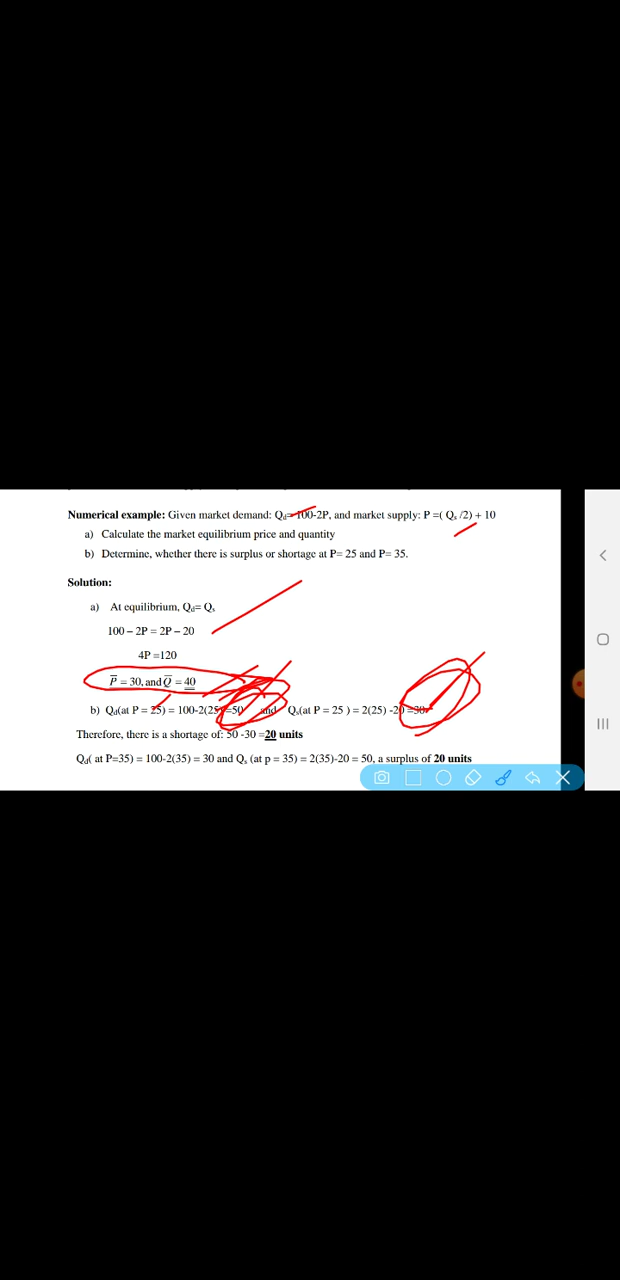 Numerical example: Given market demand: Qd=100-2P, and market supply: P =( Qs /2) + 10
a) Calculate the market equilibrium price and quantity
b) Determine, whether there is surplus or shortage at P= 25 and P= 35.
Solution:
a) At equilibrium, Qd= Qs
100 – 2P = 2P – 20
4P =120
P̅ = 30, and Q̅ = 40
b) Qd(at P = 25) = 100-2(25)=50 and Qs(at P = 25 ) = 2(25) -20 =30
Therefore, there is a shortage of: 50 -30 =20 units
Qd( at P=35) = 100-2(35) = 30 and Qs (at p = 35) = 2(35)-20 = 50, a surplus of 20 units